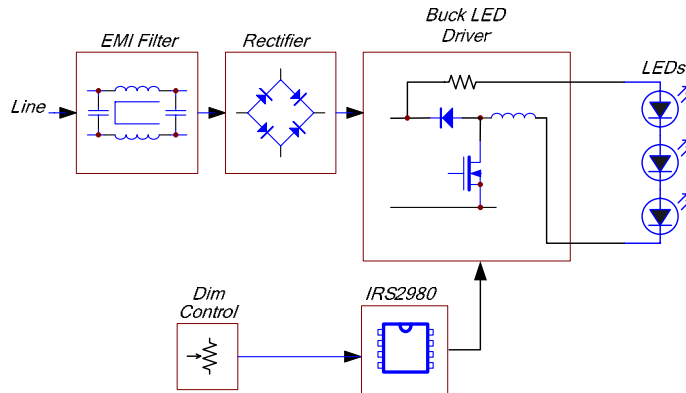 EMI Filter
Rectifier
Buck LED
Driver
LEDs
Line
Dim
Control
IRS2980